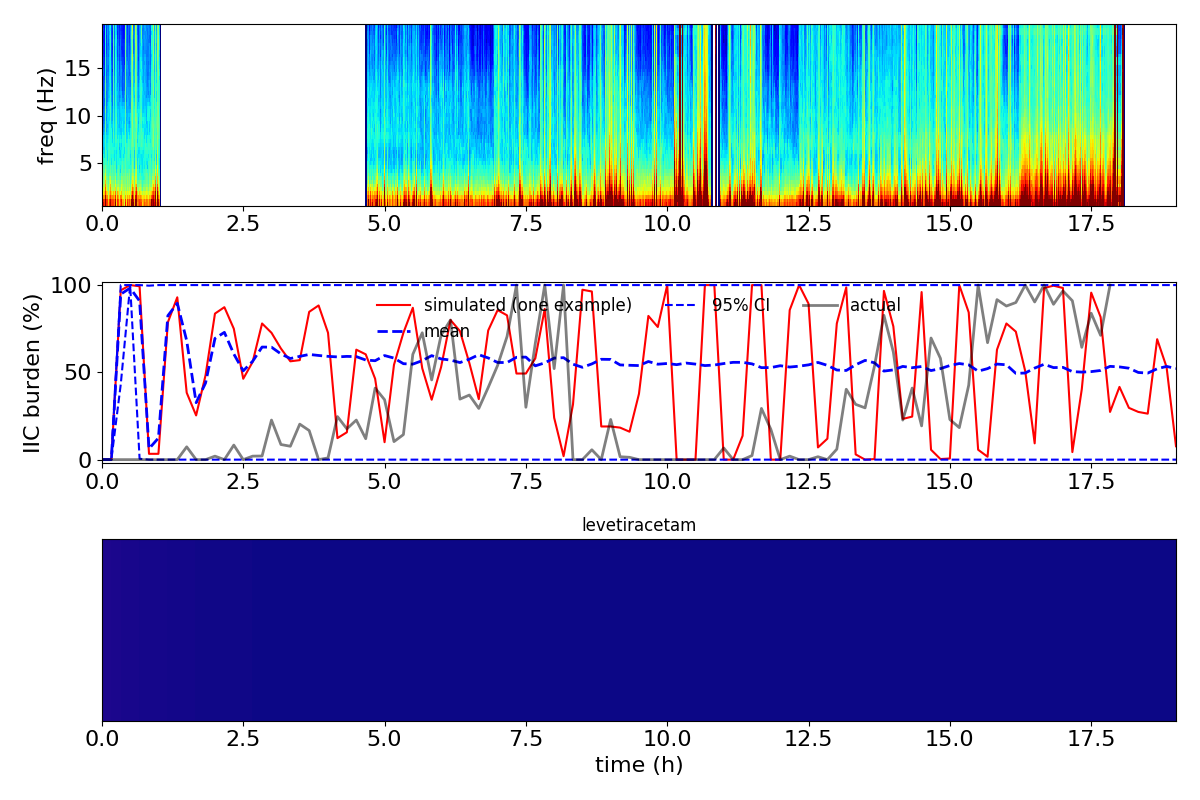 freq (Hz)
15
10
5
0.0 2.5 5.0 7.5 10.0 12.5 15.0 17.5
IIC burden (%)
100
50
0
simulated (one example)
mean
95% CI
actual
0.0 2.5 5.0 7.5 10.0 12.5 15.0 17.5
levetiracetam
0.0 2.5 5.0 7.5 10.0 12.5 15.0 17.5
time (h)